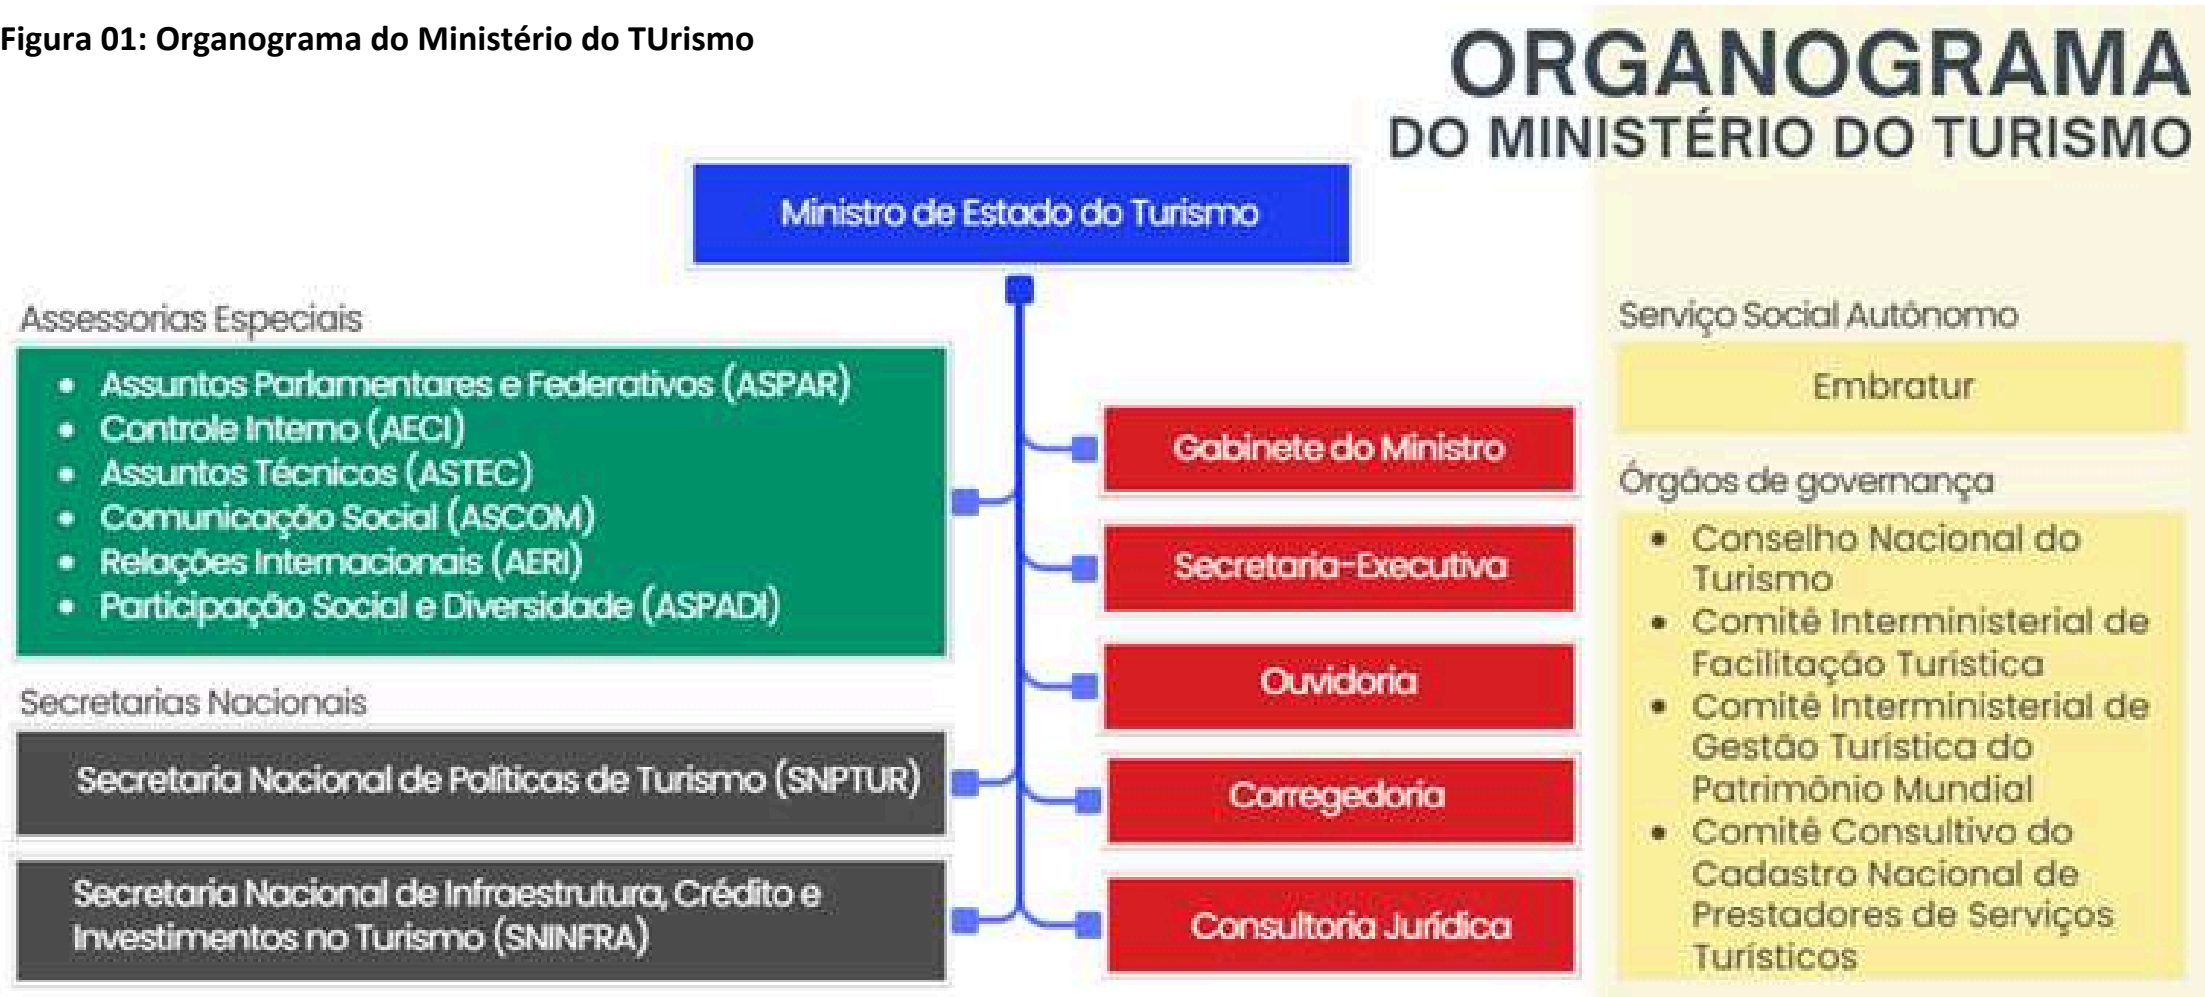 Figura 01: Organograma do Ministério do TUrismo
ORGANOGRAMA
DO MINISTÉRIO DO TURISMO
Ministro de Estado do Turismo
Assessorias Especiais
• Assuntos Parlamentares e Federativos (ASPAR)
• Controle Interno (AECI)
• Assuntos Técnicos (ASTEC)
• Comunicação Social (ASCOM)
• Relações Internacionais (AERI)
• Participação Social e Diversidade (ASPADI)
Secretarias Nacionais
Secretaria Nacional de Políticas de Turismo (SNPTUR)
Secretaria Nacional de Infraestrutura, Crédito e
Investimentos no Turismo (SNINFRA)
Gabinete do Ministro
Secretaria-Executiva
Ouvidoria
Corregedoria
Consultoria Jurídica
Serviço Social Autônomo
Embratur
Órgãos de governança
• Conselho Nacional do
Turismo
• Comitê Interministerial de
Facilitação Turística
• Comitê Interministerial de
Gestão Turística do
Patrimônio Mundial
• Comitê Consultivo do
Cadastro Nacional de
Prestadores de Serviços
Turísticos